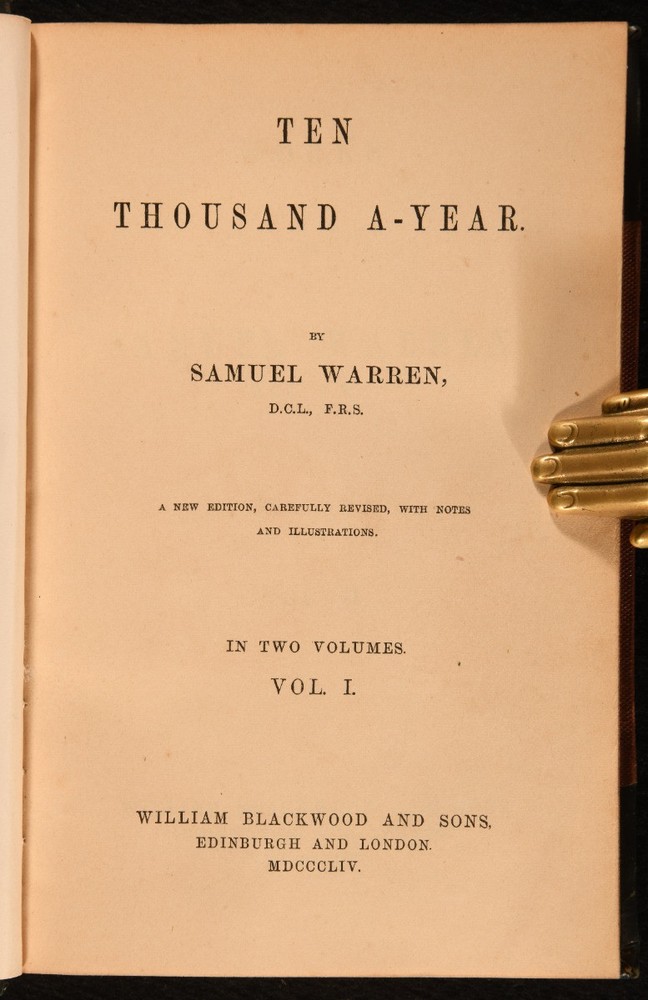 TEN
THOUSAND A-YEAR.
BY
SAMUEL WARREN,
D.C.L., F.R.S.
A NEW EDITION, CAREFULLY REVISED, WITH NOTES
AND ILLUSTRATIONS.
IN TWO VOLUMES.
VOL. I.
WILLIAM BLACKWOOD AND SONS,
EDINBURGH AND LONDON.
MDCCCLIV.